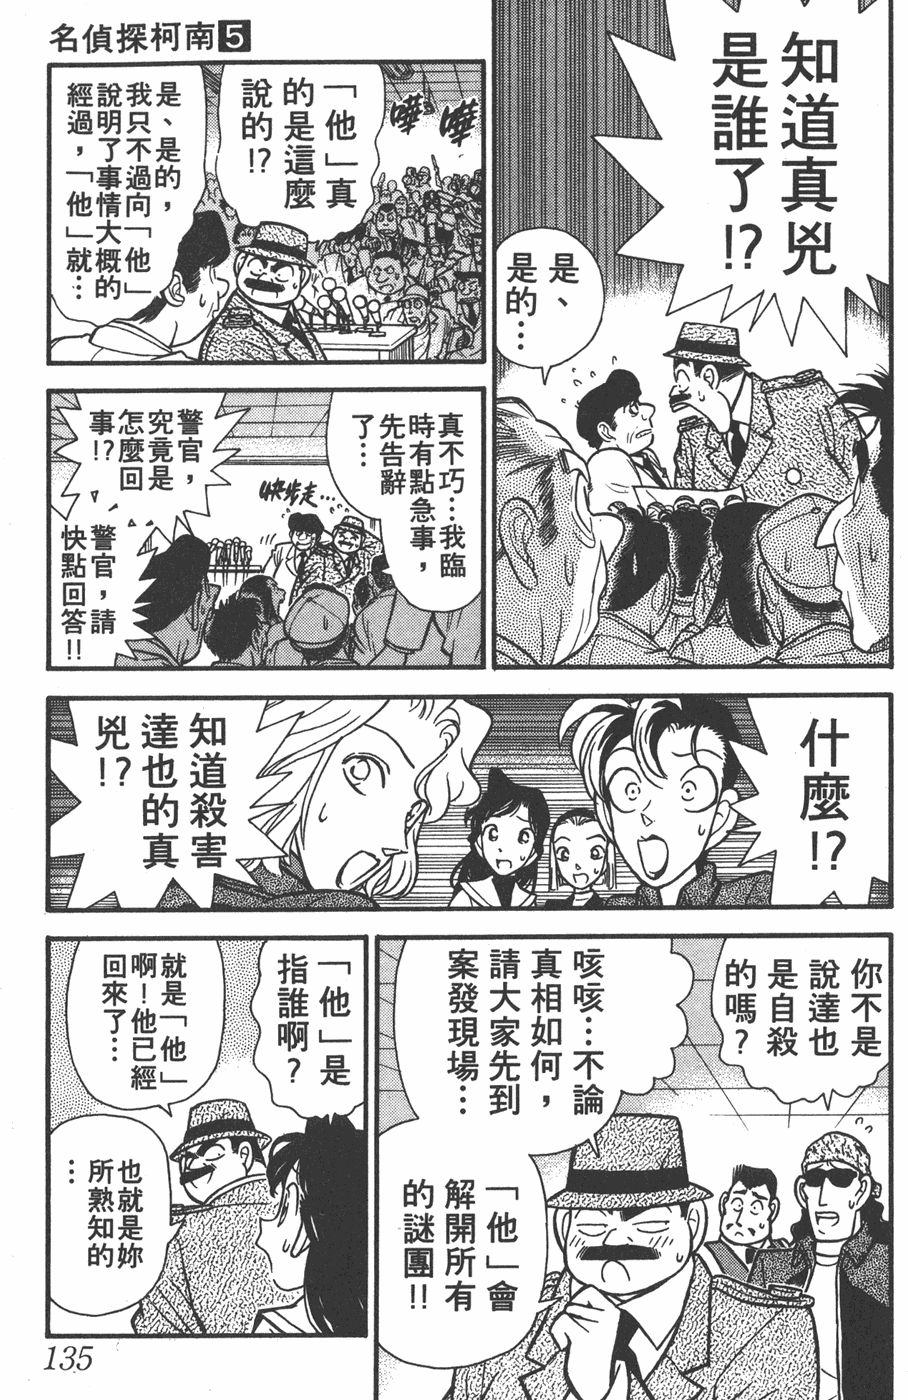 名偵探柯南5
知道真兇
是誰了!?
是、
是的…
「他」真
的是這麼
說的!?
嘩
嘩
是、是的，
我只不過向「他」
說明了事情大概的
經過，「他」就…
真不巧…我臨
時有點急事，
先告辭
了…
快步走…
警官，
究竟是
怎麼回
事!?
警官，請
快點回答!!
什麼!?
知道殺害
達也的真
兇!?
你不是
說達也
是自殺
的嗎?
咳咳…不論
真相如何，
請大家先到
案發現場…
「他」會
解開所有
的謎團!!
「他」是
指誰啊?
就是「他」
啊!他已經
回來了…
也就是妳
所熟知的
…
135